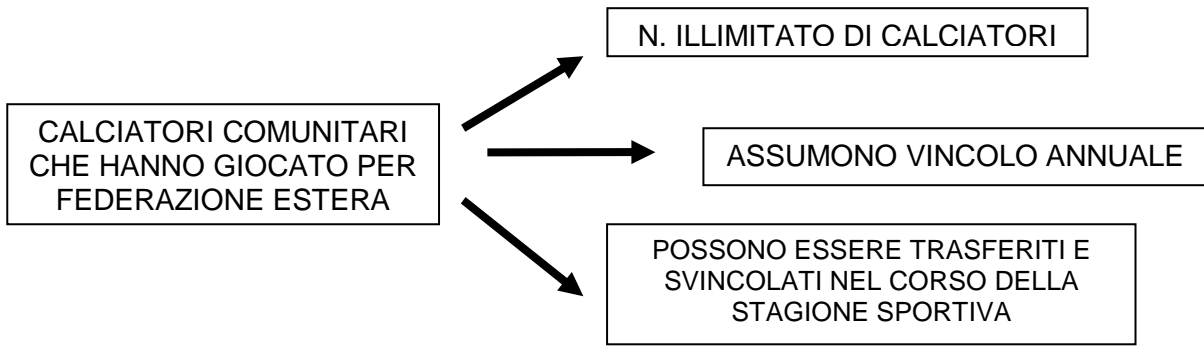 CALCIATORI COMUNITARI
CHE HANNO GIOCATO PER
FEDERAZIONE ESTERA
N. ILLIMITATO DI CALCIATORI
ASSUMONO VINCOLO ANNUALE
POSSONO ESSERE TRASFERITI E
SVINCOLATI NEL CORSO DELLA
STAGIONE SPORTIVA